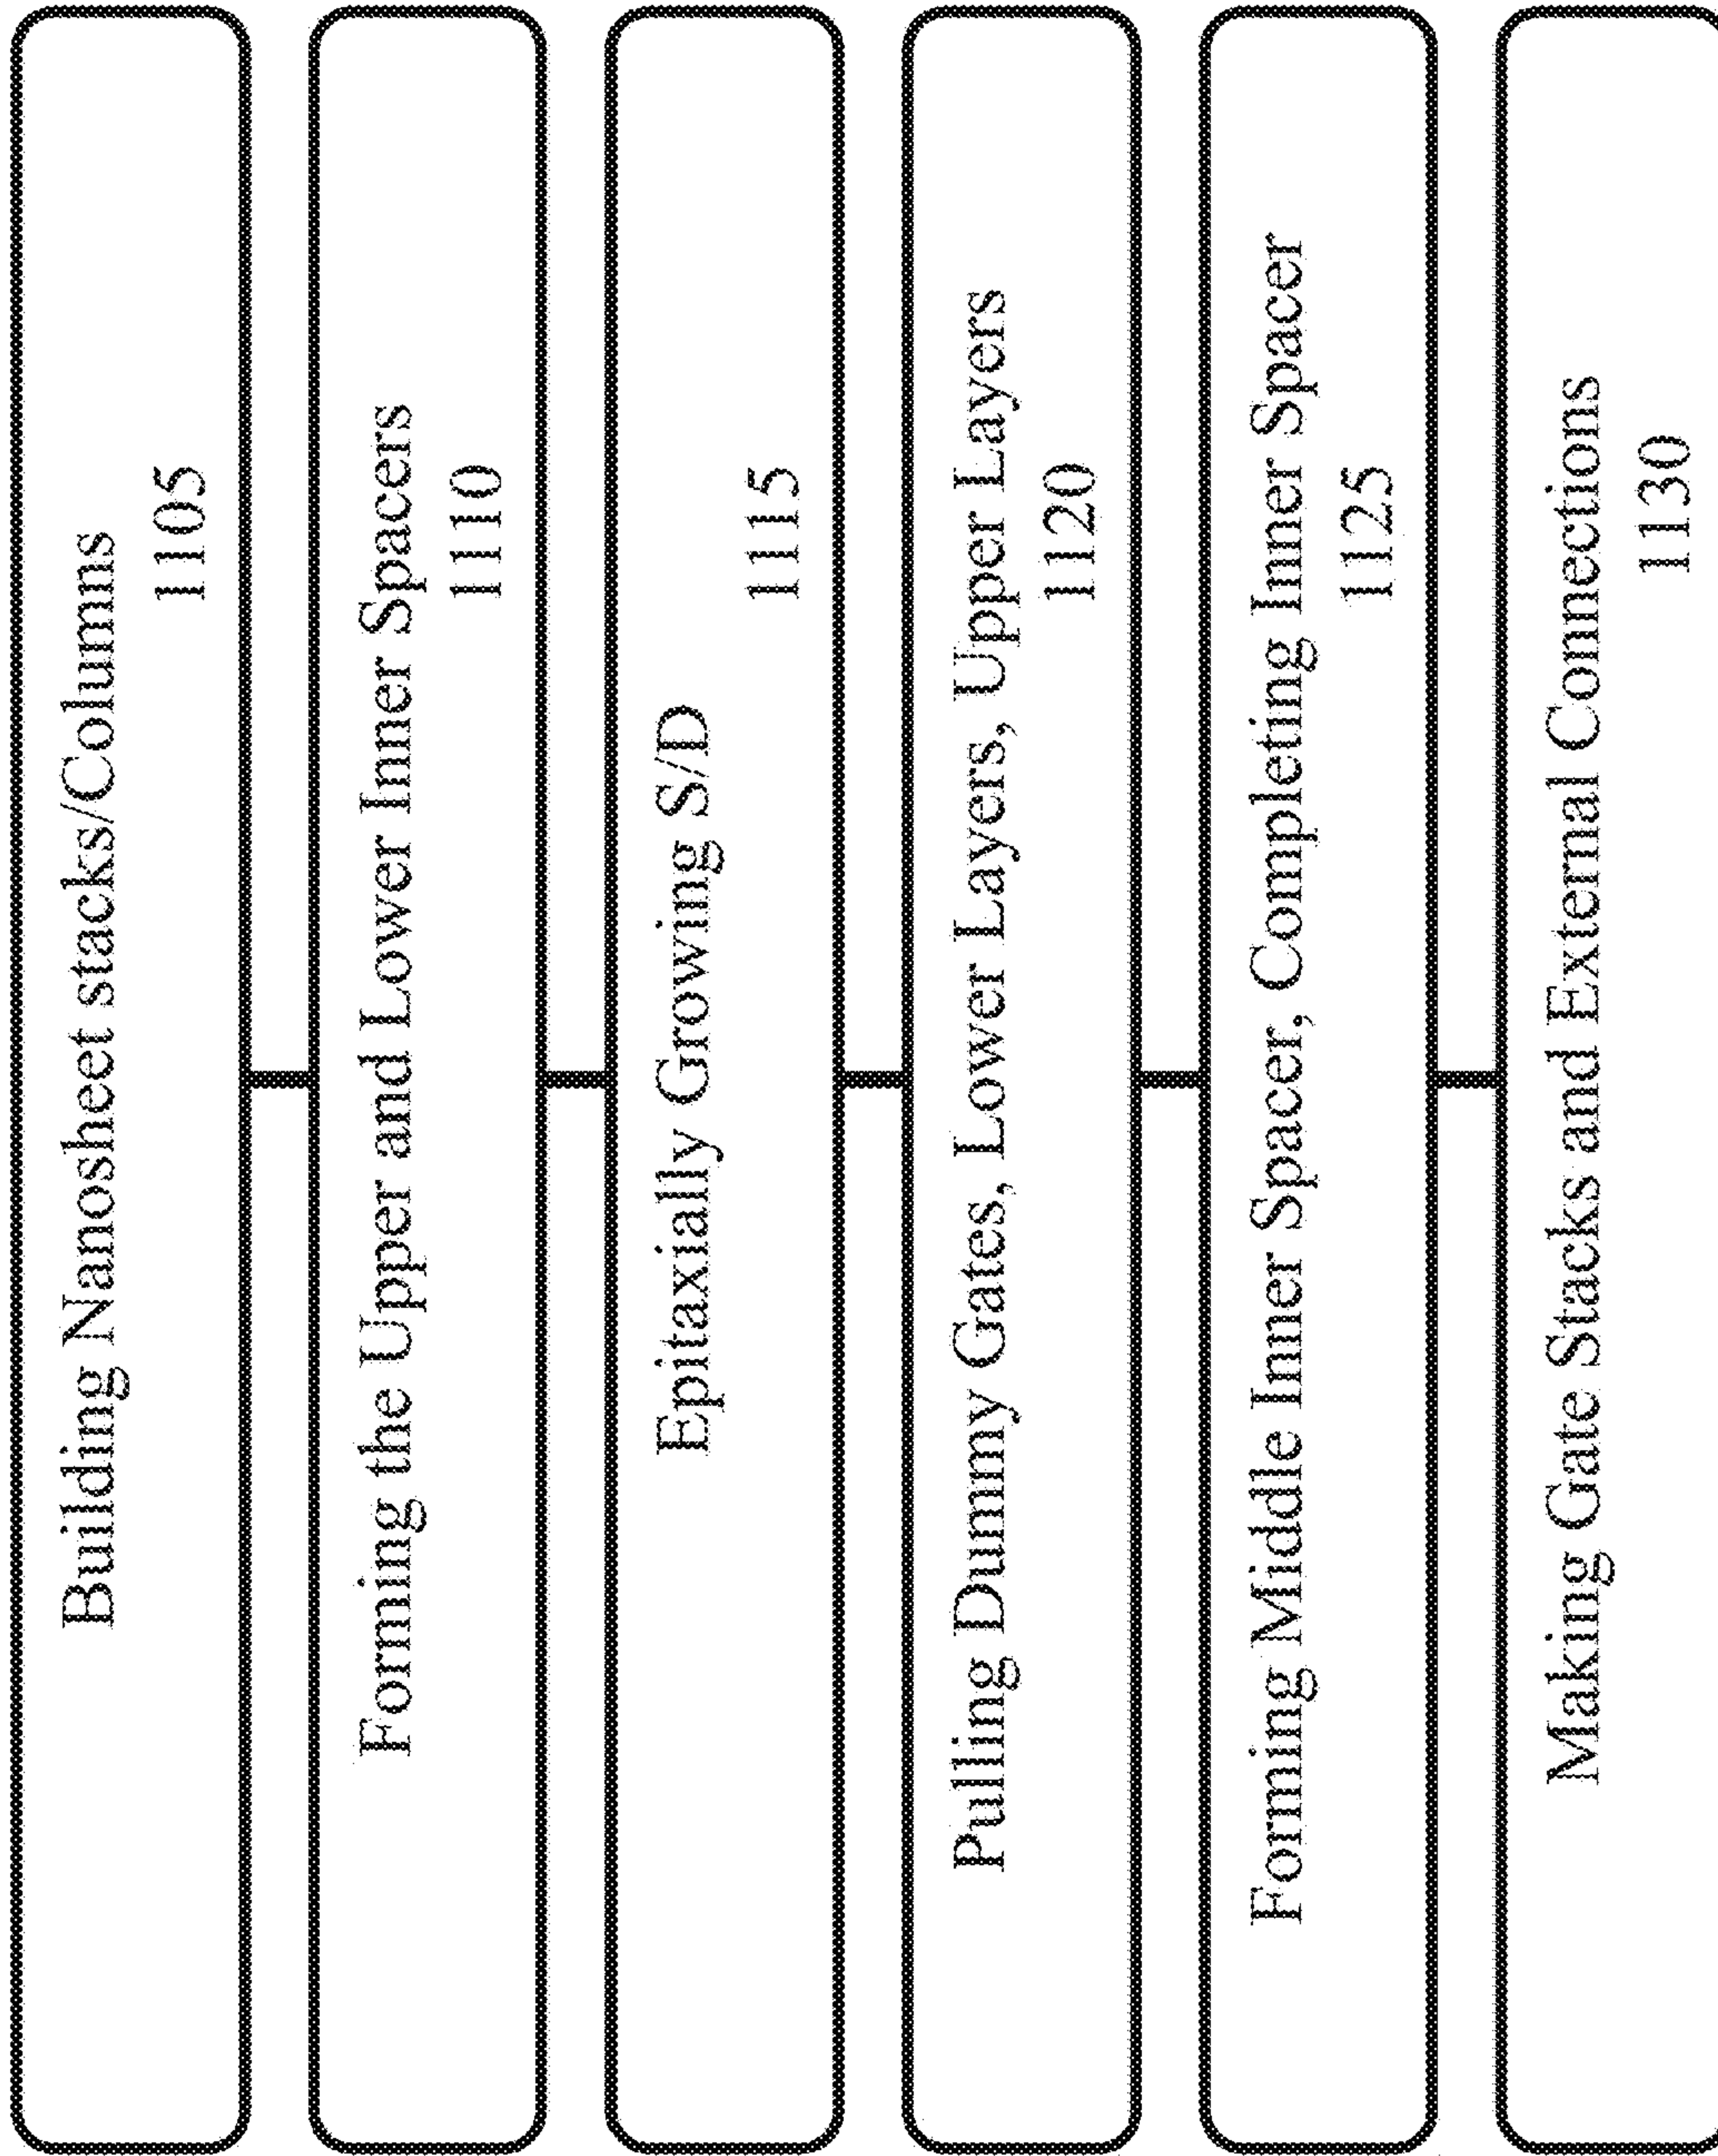 Building Nanosheet stacks/Columns
1105
Forming the Upper and Lower Inner Spacers
1110
Epitaxially Growing S/D
1115
Pulling Dummy Gates, Lower Layers, Upper Layers
1120
Forming Middle Inner Spacer, Completing Inner Spacer
1125
Making Gate Stacks and External Connections
1130